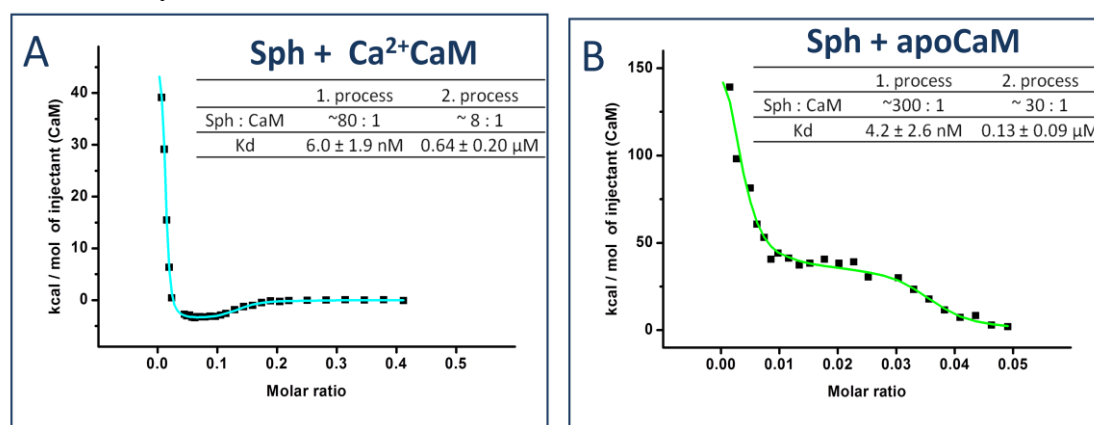 A
Sph + Ca²⁺CaM
1. process 2. process
Sph : CaM ~80 : 1 ~ 8 : 1
Kd 6.0 ± 1.9 nM 0.64 ± 0.20 µM
kcal / mol of injectant (CaM)
40
30
20
10
0
0.0 0.1 0.2 0.3 0.4 0.5
Molar ratio
B
Sph + apoCaM
1. process 2. process
Sph : CaM ~300 : 1 ~ 30 : 1
Kd 4.2 ± 2.6 nM 0.13 ± 0.09 µM
kcal / mol of injectant (CaM)
150
100
50
0
0.00 0.01 0.02 0.03 0.04 0.05
Molar ratio